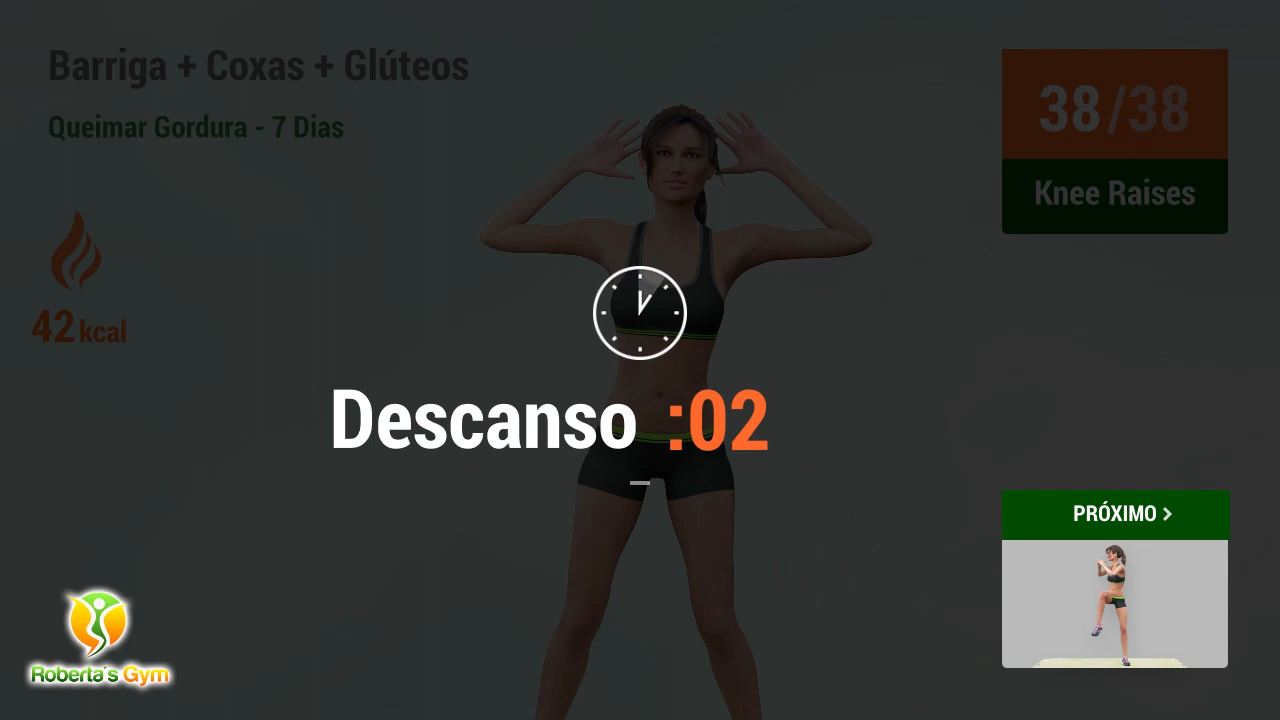 Barriga + Coxas + Glúteos
Queimar Gordura - 7 Dias
38/38
Knee Raises
42 kcal
Descanso :02
PRÓXIMO >
Roberta´s Gym